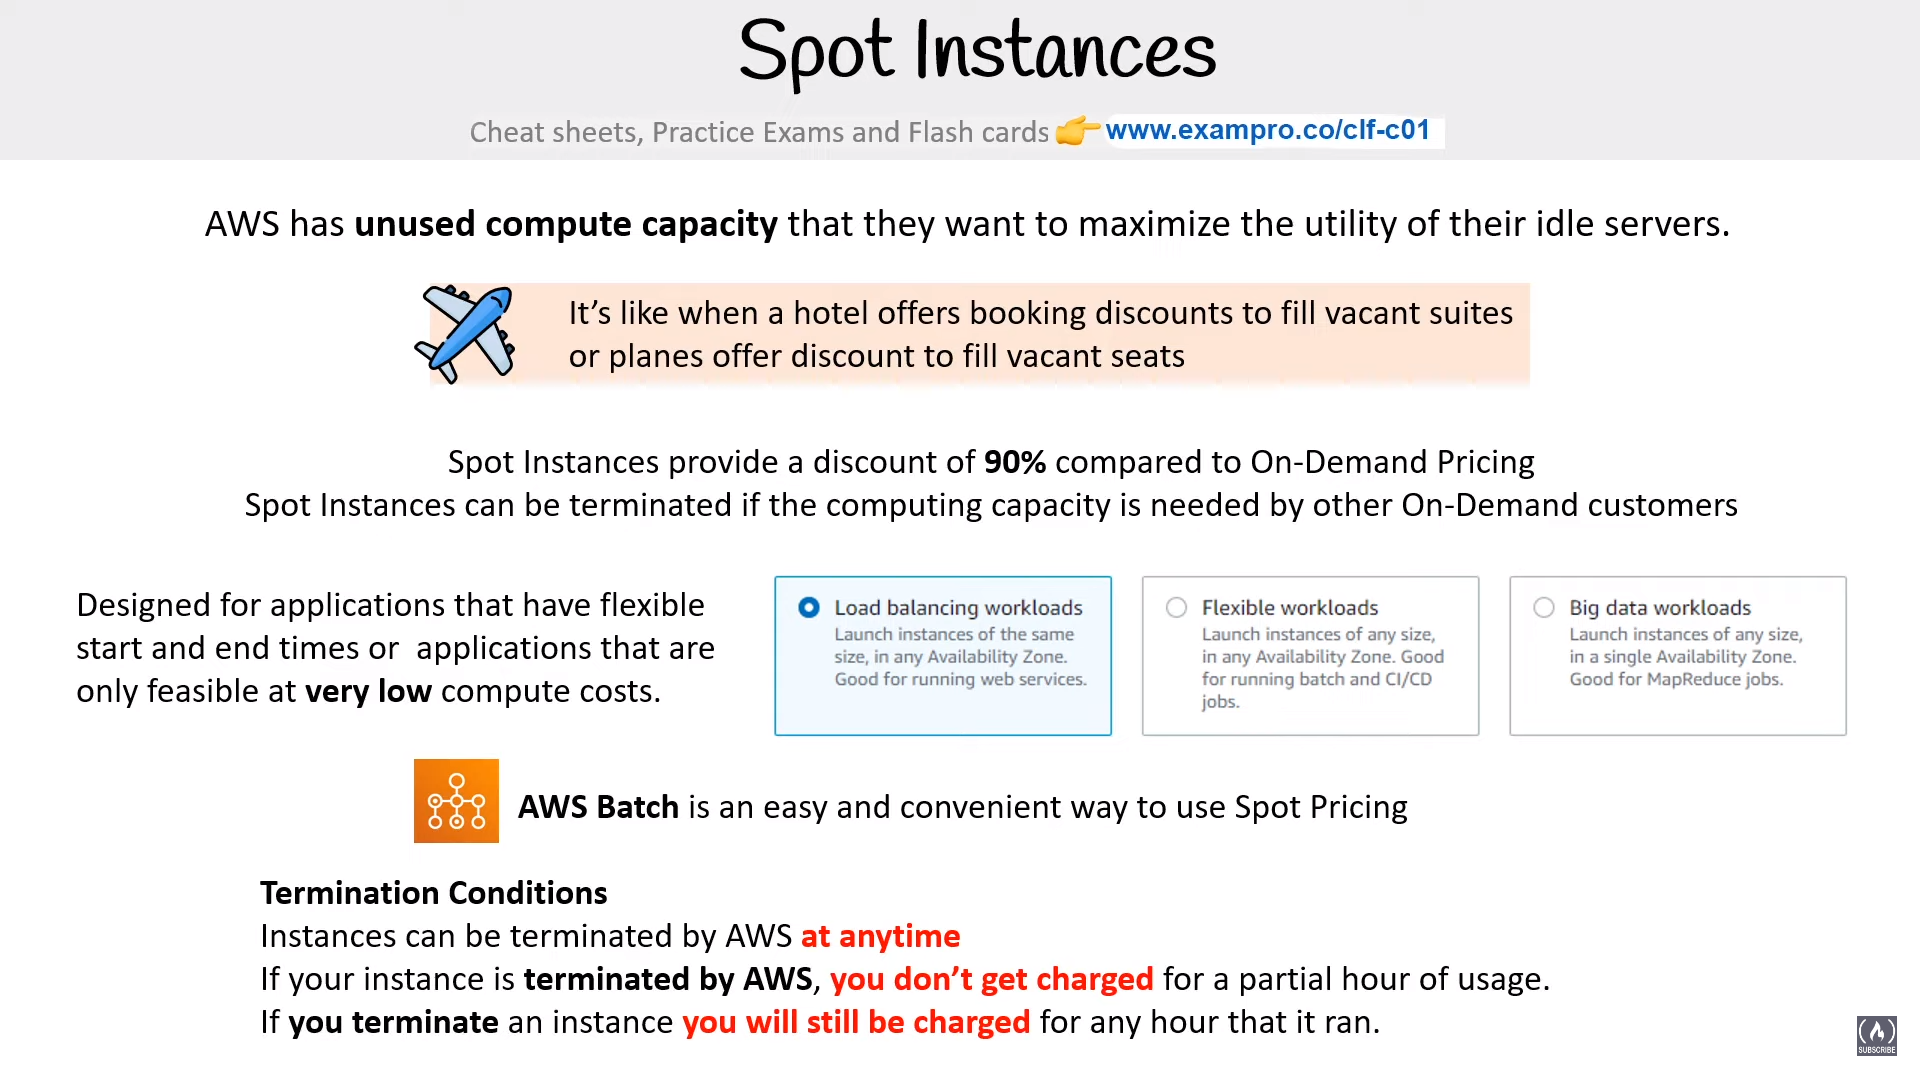 Spot Instances
Cheat sheets, Practice Exams and Flash cards 👉 www.exampro.co/clf-c01
AWS has unused compute capacity that they want to maximize the utility of their idle servers.
It’s like when a hotel offers booking discounts to fill vacant suites
or planes offer discount to fill vacant seats
Spot Instances provide a discount of 90% compared to On-Demand Pricing
Spot Instances can be terminated if the computing capacity is needed by other On-Demand customers
Designed for applications that have flexible
start and end times or applications that are
only feasible at very low compute costs.
Load balancing workloads
Launch instances of the same
size, in any Availability Zone.
Good for running web services.
Flexible workloads
Launch instances of any size,
in any Availability Zone. Good
for running batch and CI/CD
jobs.
Big data workloads
Launch instances of any size,
in a single Availability Zone.
Good for MapReduce jobs.
AWS Batch is an easy and convenient way to use Spot Pricing
Termination Conditions
Instances can be terminated by AWS at anytime
If your instance is terminated by AWS, you don’t get charged for a partial hour of usage.
If you terminate an instance you will still be charged for any hour that it ran.
SUBSCRIBE